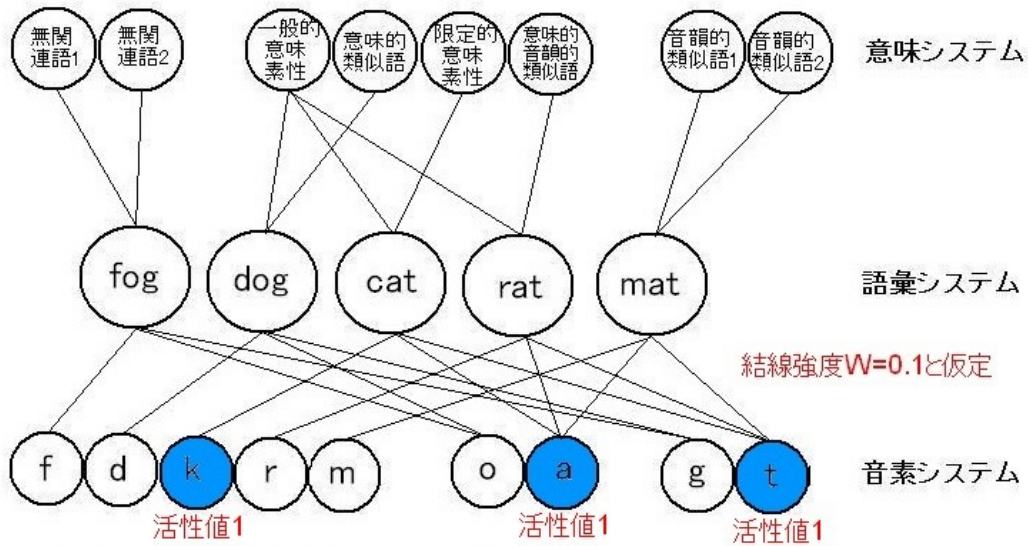 無関
連語1
無関
連語2
一般的
意味
素性
意味的
類似語
限定的
意味
素性
意味的
音韻的
類似語
音韻的
類似語1
音韻的
類似語2
意味システム
fog
dog
cat
rat
mat
語彙システム
結線強度W=0.1と仮定
f
d
k
r
m
o
a
g
t
音素システム
活性値1
活性値1
活性値1